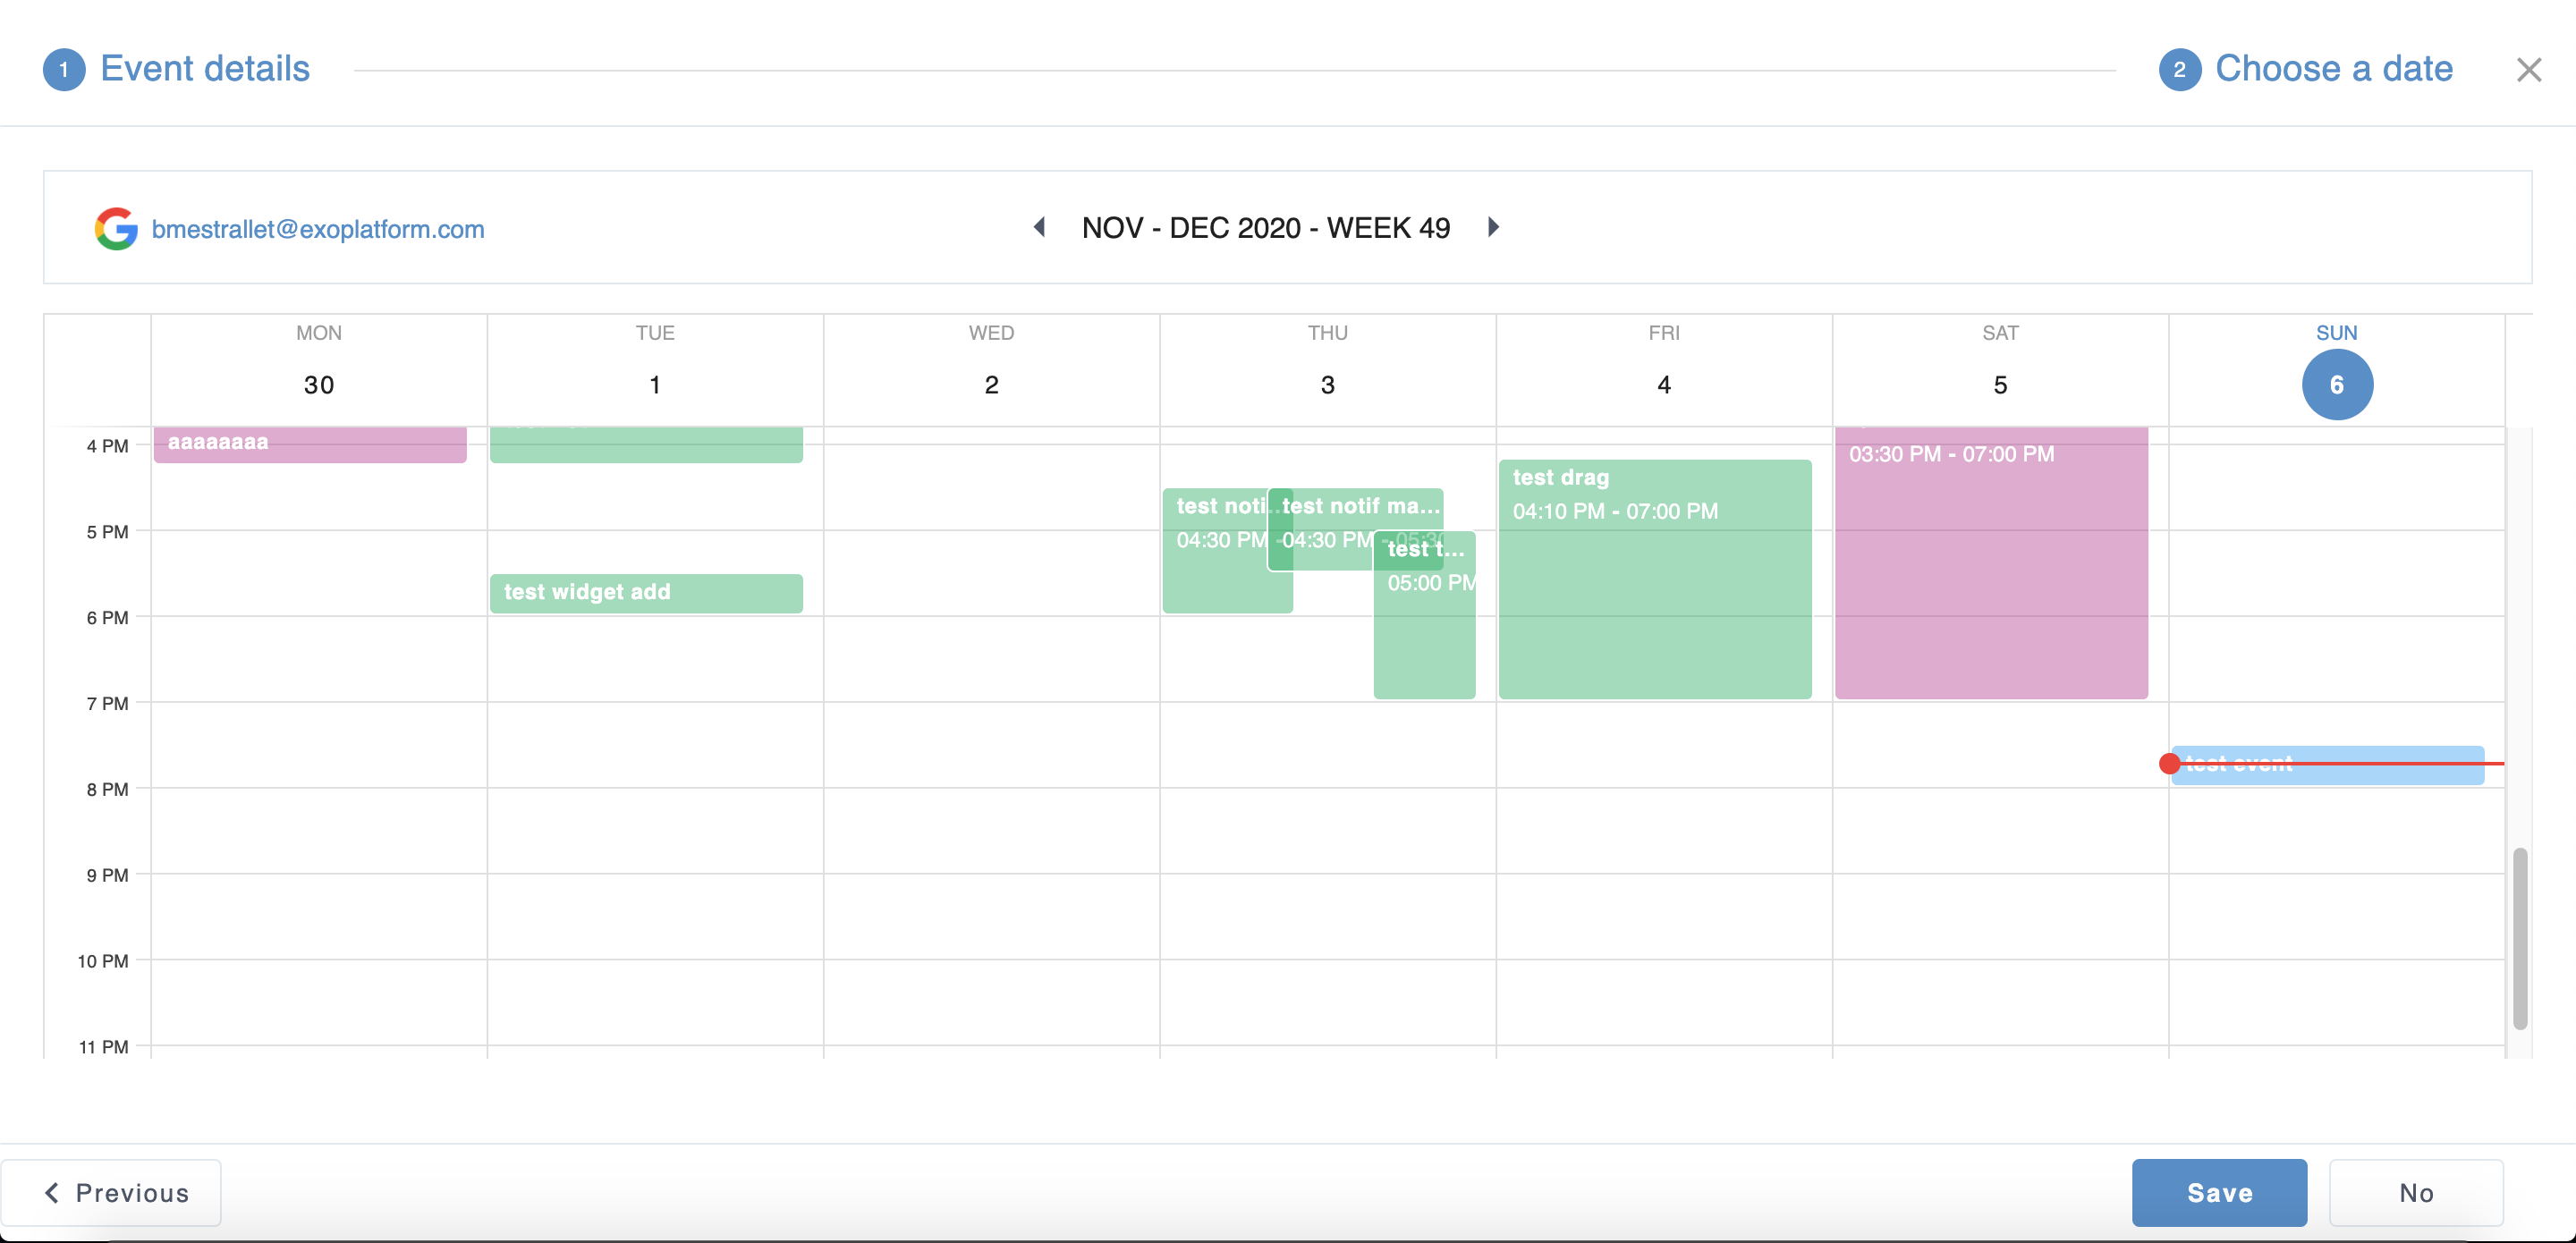 1 Event details
2 Choose a date
bmestrallet@exoplatform.com
NOV - DEC 2020 - WEEK 49
MON TUE WED THU FRI SAT SUN
30 1 2 3 4 5 6
4 PM
5 PM
6 PM
7 PM
8 PM
9 PM
10 PM
11 PM
aaaaaaaa
test widget add
test noti...
04:30 PM -
test notif ma...
04:30 PM - 05:30
test t...
05:00 PM
test drag
04:10 PM - 07:00 PM
03:30 PM - 07:00 PM
test event
Previous
Save
No